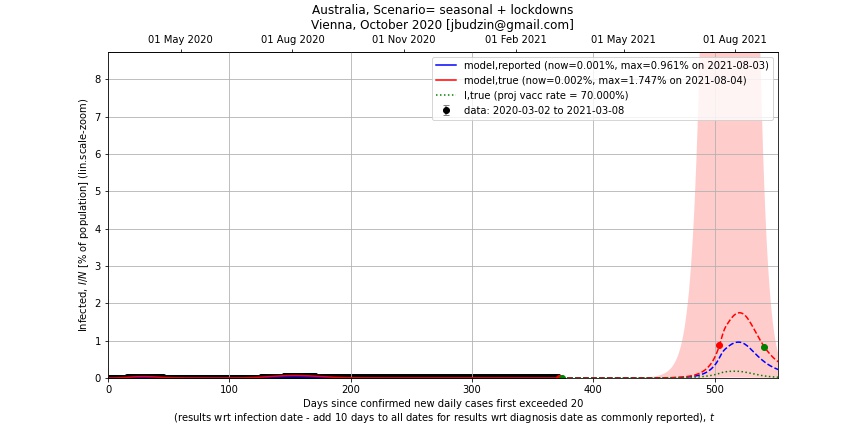 Australia, Scenario= seasonal + lockdowns
Vienna, October 2020 [jbudzin@gmail.com]
01 May 2020 01 Aug 2020 01 Nov 2020 01 Feb 2021 01 May 2021 01 Aug 2021
model,reported (now=0.001%, max=0.961% on 2021-08-03)
model,true (now=0.002%, max=1.747% on 2021-08-04)
I,true (proj vacc rate = 70.000%)
data: 2020-03-02 to 2021-03-08
Infected, I/N [% of population] (lin.scale-zoom)
8
7
6
5
4
3
2
1
0
0 100 200 300 400 500
Days since confirmed new daily cases first exceeded 20
(results wrt infection date - add 10 days to all dates for results wrt diagnosis date as commonly reported), t